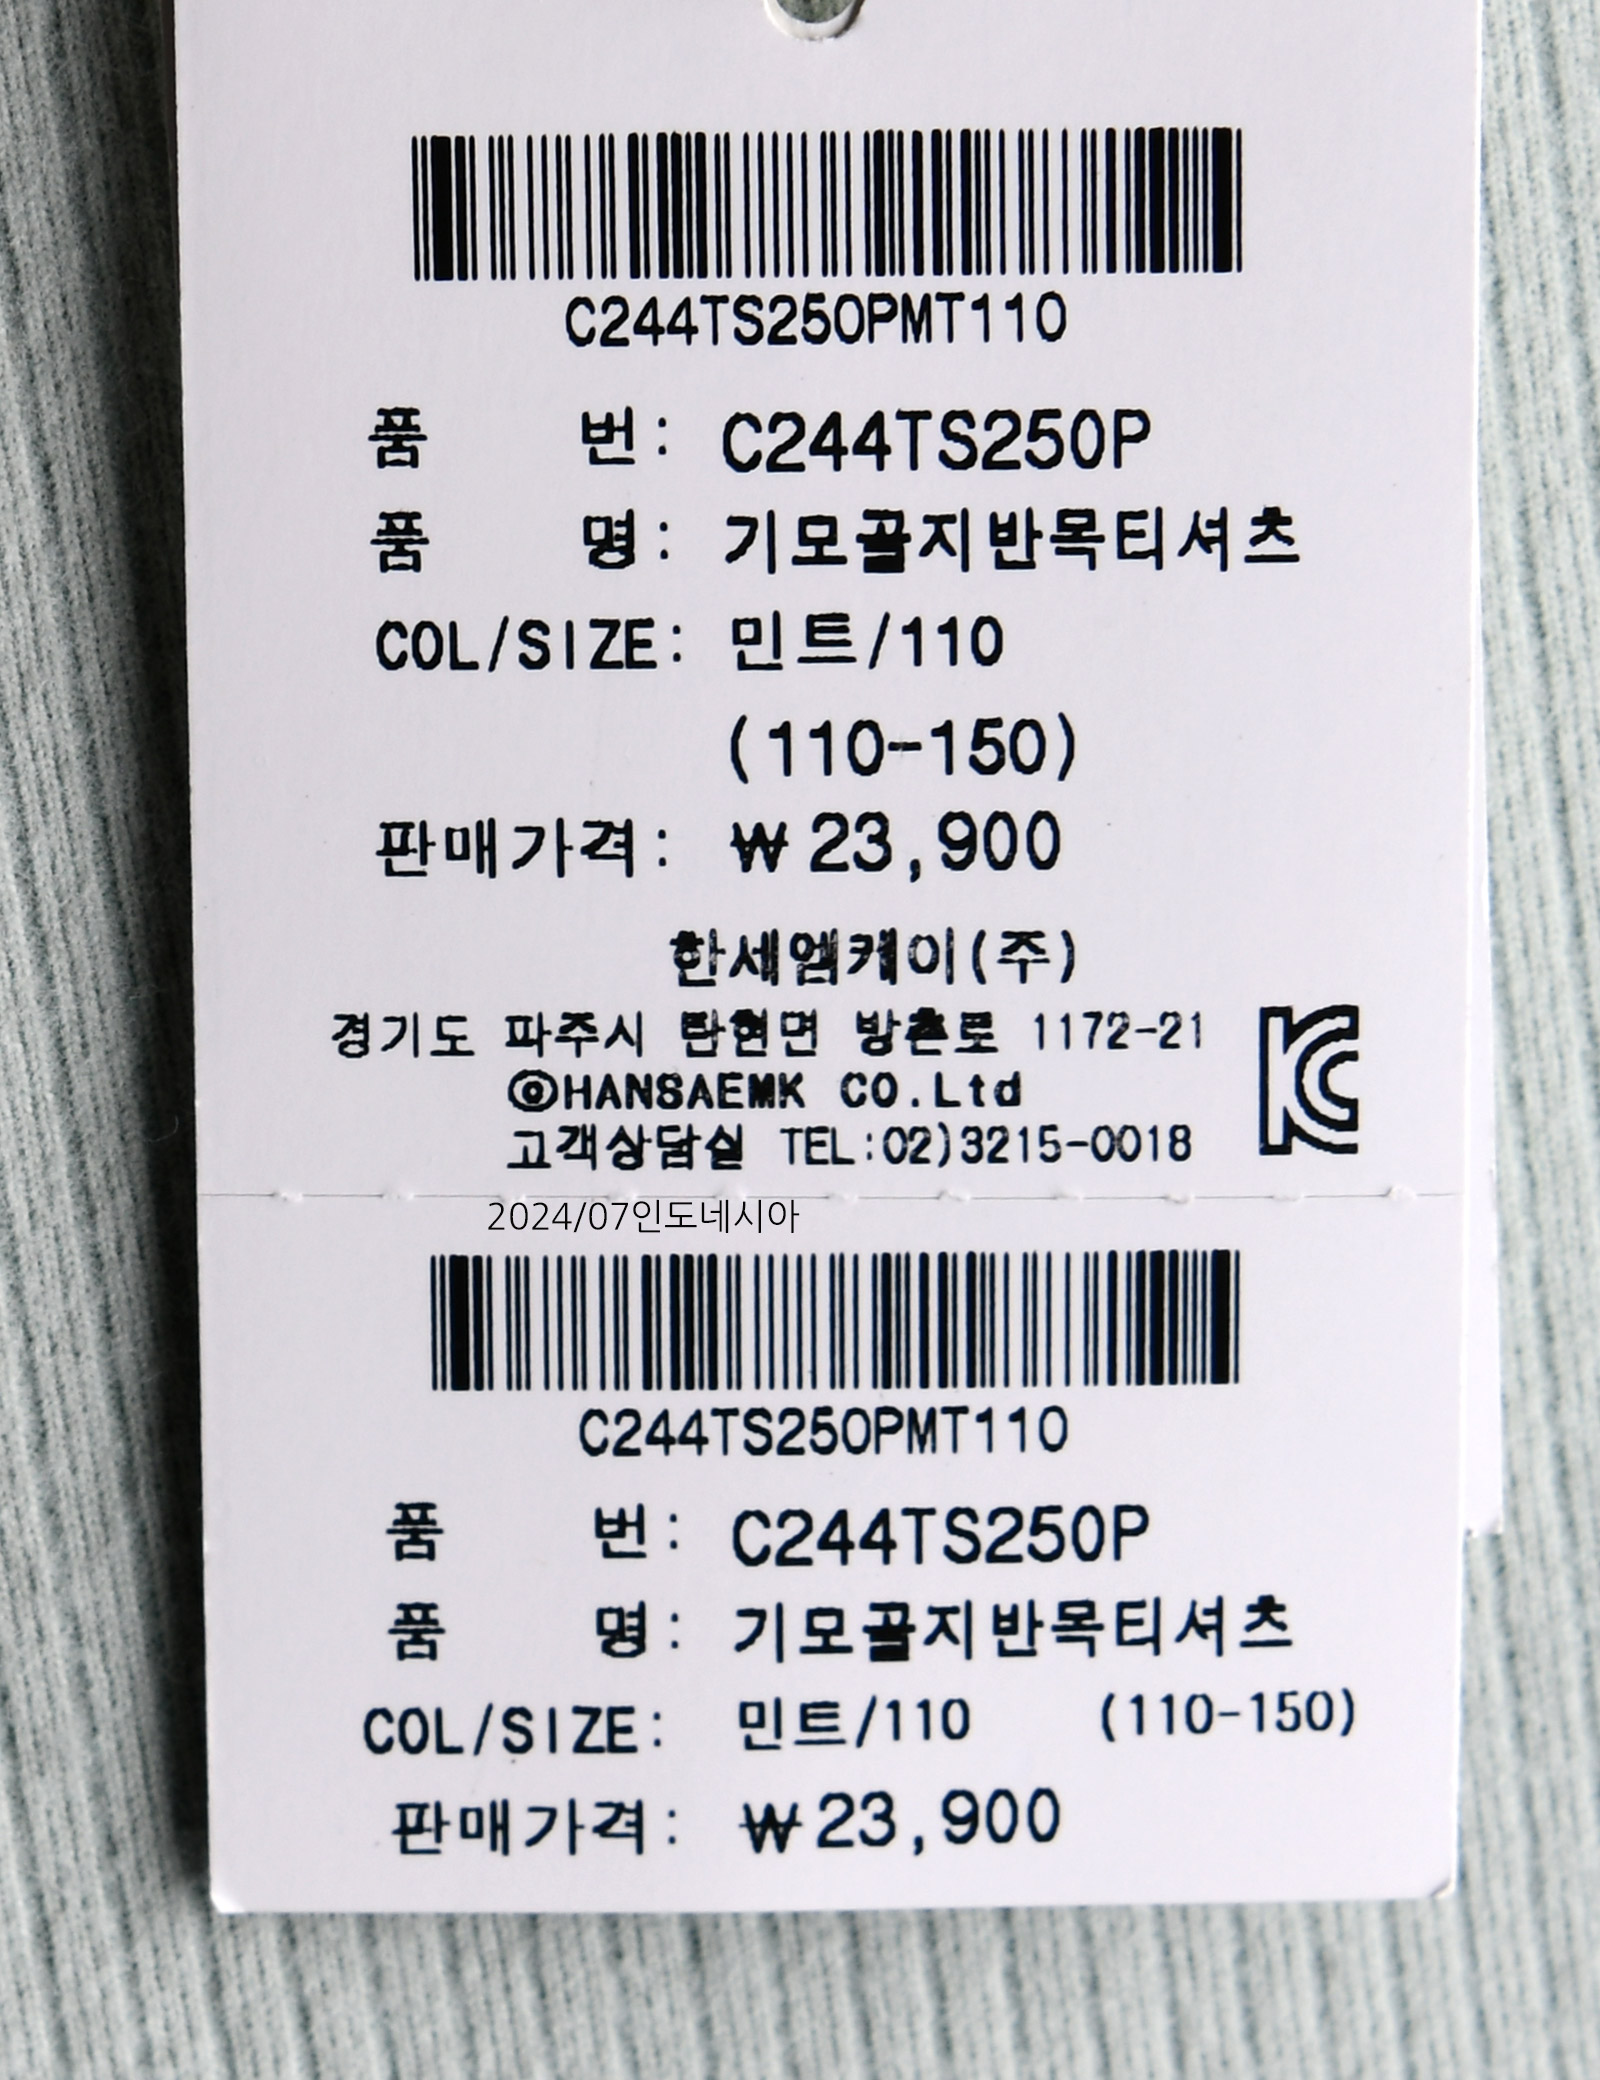 C244TS250PMT110
품 번: C244TS250P
품 명: 기모골지반목티셔츠
COL/SIZE: 민트/110
(110-150)
판매가격: ₩23,900
한세엠케이(주)
경기도 파주시 탄현면 방촌로 1172-21
ⓒHANSAEMK CO.Ltd
고객상담실 TEL:02)3215-0018
2024/07인도네시아
C244TS250PMT110
품 번: C244TS250P
품 명: 기모골지반목티셔츠
COL/SIZE: 민트/110 (110-150)
판매가격: ₩23,900